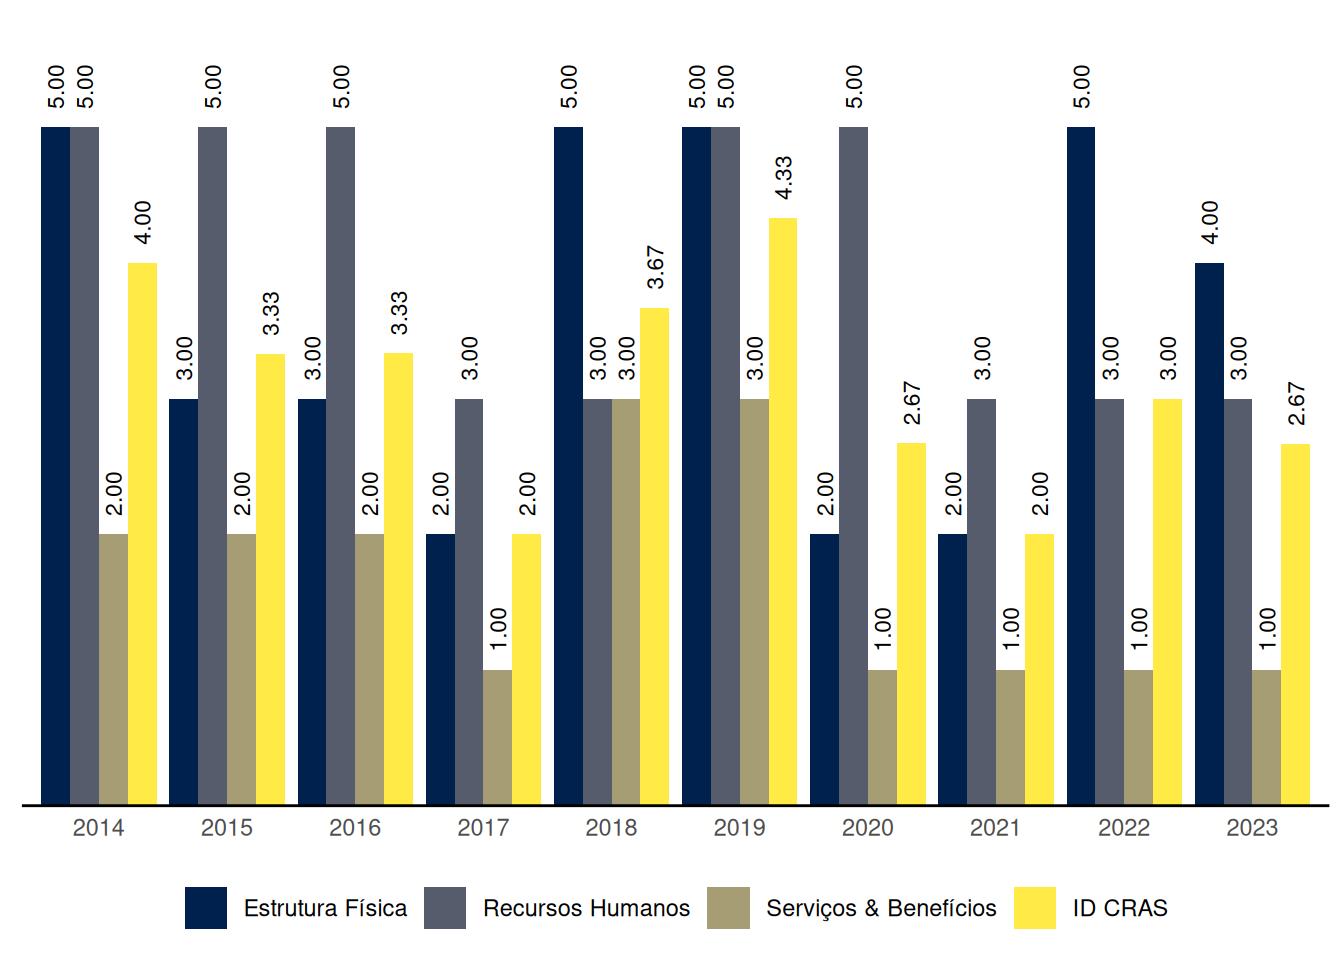 5.00 5.00 2.00 4.00 3.00 5.00 2.00 3.33 3.00 5.00 2.00 3.33 2.00 3.00 1.00 2.00 5.00 3.00 3.00 3.67 5.00 5.00 3.00 4.33 2.00 5.00 1.00 2.67 2.00 3.00 1.00 2.00 5.00 3.00 1.00 3.00 4.00 3.00 1.00 2.67
2014 2015 2016 2017 2018 2019 2020 2021 2022 2023
Estrutura Física Recursos Humanos Serviços & Benefícios ID CRAS